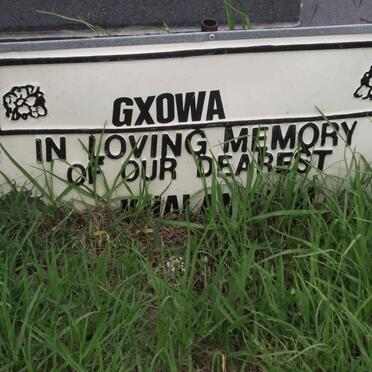 GXOWA
IN LOVING MEMORY
OF OUR DEAREST